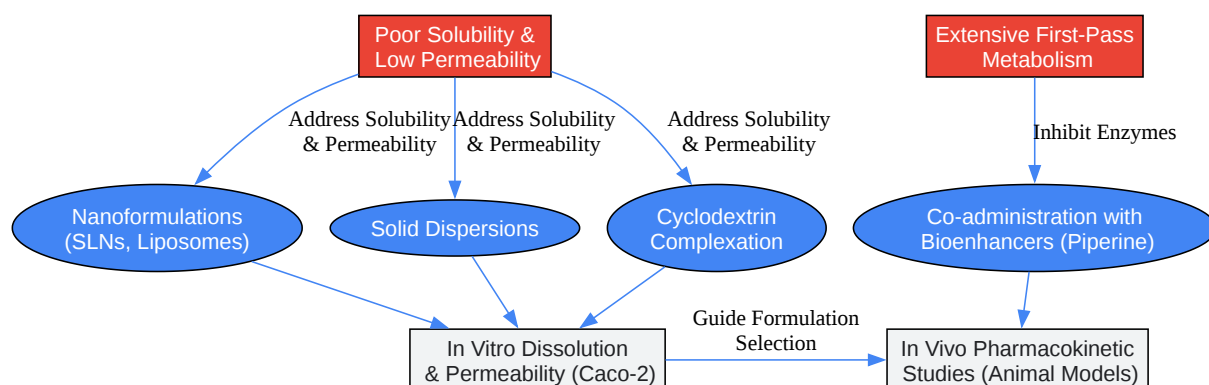 Poor Solubility &
Low Permeability
Extensive First-Pass
Metabolism
Address Solubility
& Permeability
Address Solubility
& Permeability
Address Solubility
& Permeability
Inhibit Enzymes
Nanoformulations
(SLNs, Liposomes)
Solid Dispersions
Cyclodextrin
Complexation
Co-administration with
Bioenhancers (Piperine)
In Vitro Dissolution
& Permeability (Caco-2)
Guide Formulation
Selection
In Vivo Pharmacokinetic
Studies (Animal Models)